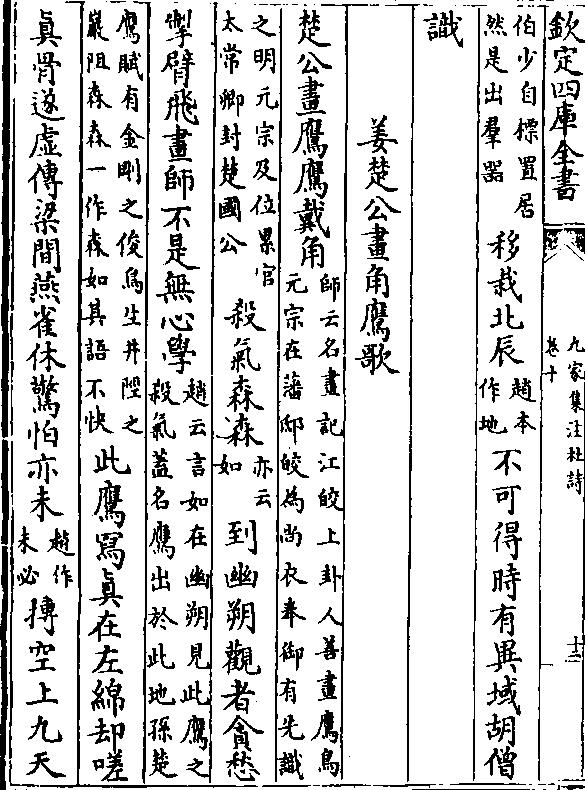 欽定四庫全書
九家集注杜詩
卷十
伯少自標置居
然是出羣器
移栽北辰
趙本
作地
不可得時有異域胡僧
識
姜楚公畫角鷹歌
楚公畫鷹鷹戴角
師云名畫記江皎上卦人善畫鷹鳥
元宗在藩邸皎為尚衣奉御有先識
之明元宗及位累官
太常卿封楚國公
殺氣森森
亦云
如
到幽朔觀者貪愁
掣臂飛畫師不是無心學
趙云言如在幽朔見此鷹之
殺氣蓋名鷹出於此地孫楚
鷹賦有金剛之俊鳥生井陘之
巖阻森森一作森如其語不快
此鷹寫眞在左綿却嗟
眞骨遂虛傳梁間燕雀休驚怕亦未
趙作
未必
摶空上九天